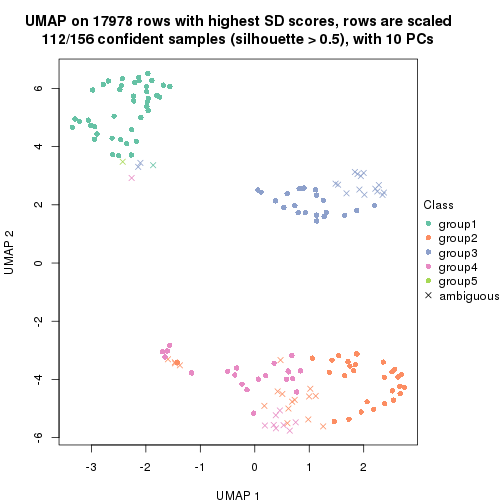 UMAP on 17978 rows with highest SD scores, rows are scaled
112/156 confident samples (silhouette > 0.5), with 10 PCs
6
4
2
0
-2
-4
-6
UMAP 2
-3
-2
-1
0
1
2
UMAP 1
Class
group1
group2
group3
group4
group5
ambiguous